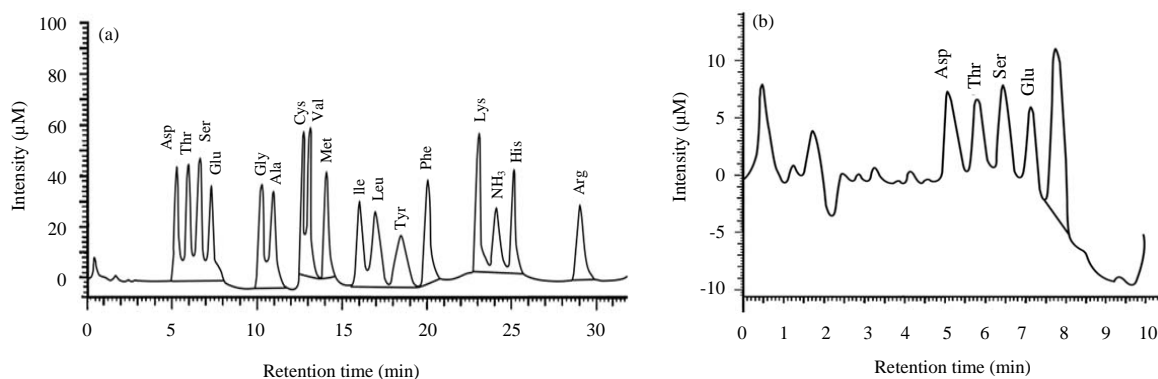 (a)
Intensity (µM)
100
80
60
40
20
0
Asp
Thr
Ser
Glu
Gly
Ala
Cys
Val
Met
Ile
Leu
Tyr
Phe
Lys
NH₃
His
Arg
0 5 10 15 20 25 30
Retention time (min)
(b)
Intensity (µM)
10
5
0
-5
-10
Asp
Thr
Ser
Glu
0 1 2 3 4 5 6 7 8 9 10
Retention time (min)